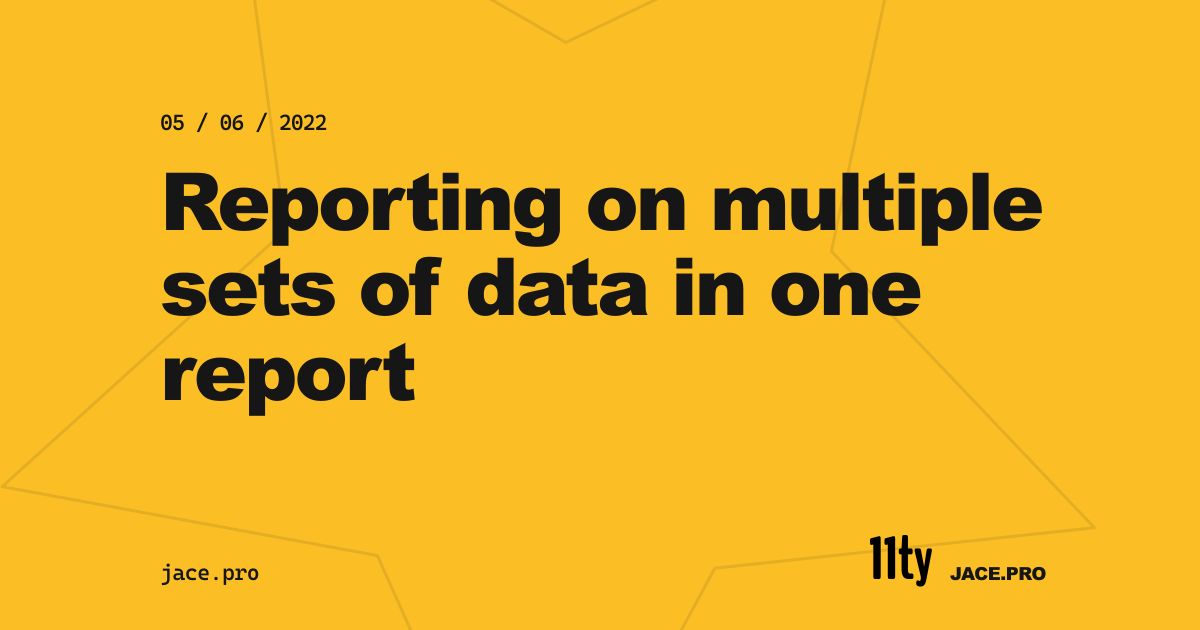 05 / 06 / 2022
Reporting on multiple
sets of data in one
report
jace.pro
11ty JACE.PRO